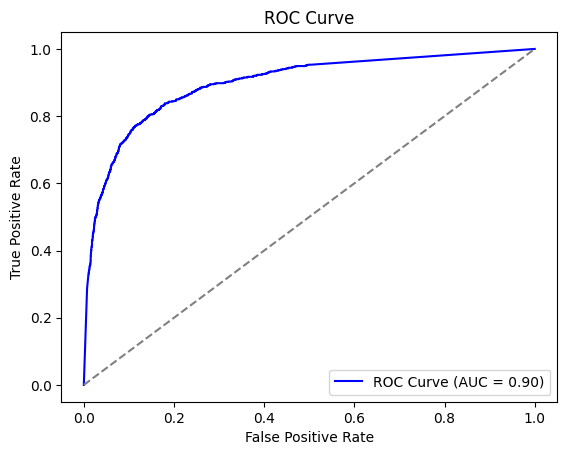 ROC Curve
True Positive Rate
1.0
0.8
0.6
0.4
0.2
0.0
ROC Curve (AUC = 0.90)
0.0 0.2 0.4 0.6 0.8 1.0
False Positive Rate